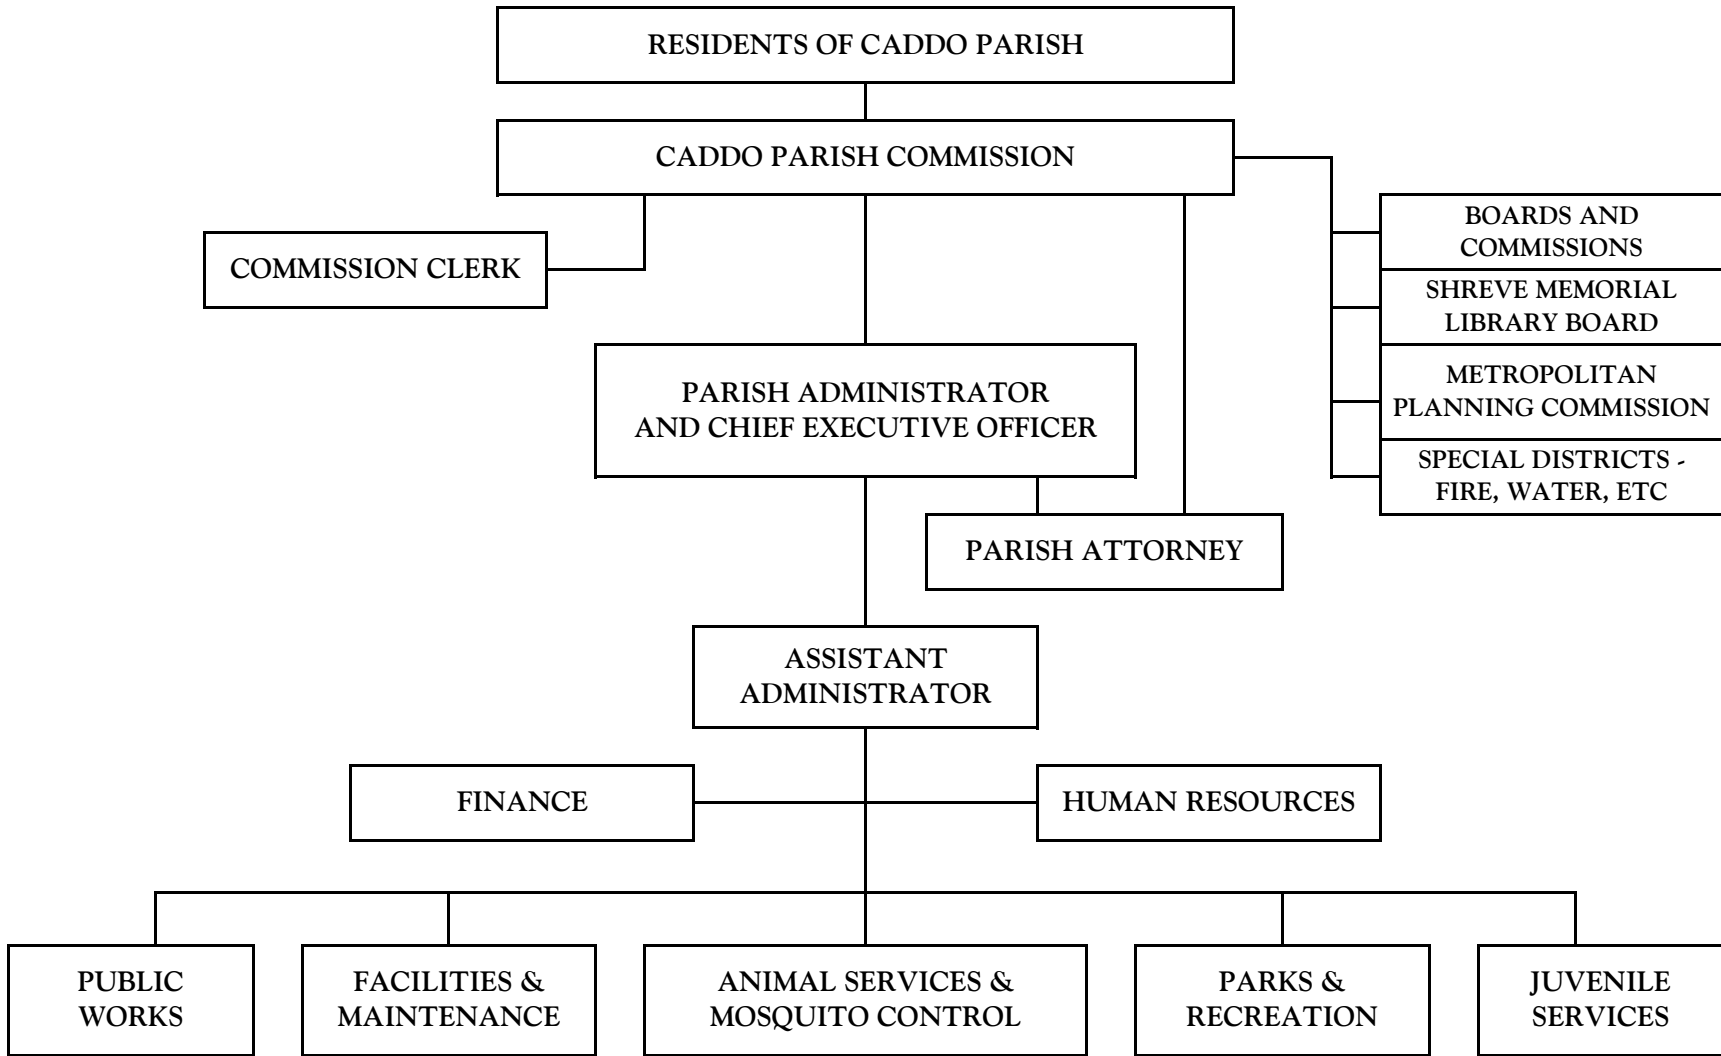 RESIDENTS OF CADDO PARISH
CADDO PARISH COMMISSION
COMMISSION CLERK
BOARDS AND
COMMISSIONS
SHREVE MEMORIAL
LIBRARY BOARD
METROPOLITAN
PLANNING COMMISSION
SPECIAL DISTRICTS -
FIRE, WATER, ETC
PARISH ADMINISTRATOR
AND CHIEF EXECUTIVE OFFICER
PARISH ATTORNEY
ASSISTANT
ADMINISTRATOR
FINANCE
HUMAN RESOURCES
PUBLIC
WORKS
FACILITIES &
MAINTENANCE
ANIMAL SERVICES &
MOSQUITO CONTROL
PARKS &
RECREATION
JUVENILE
SERVICES